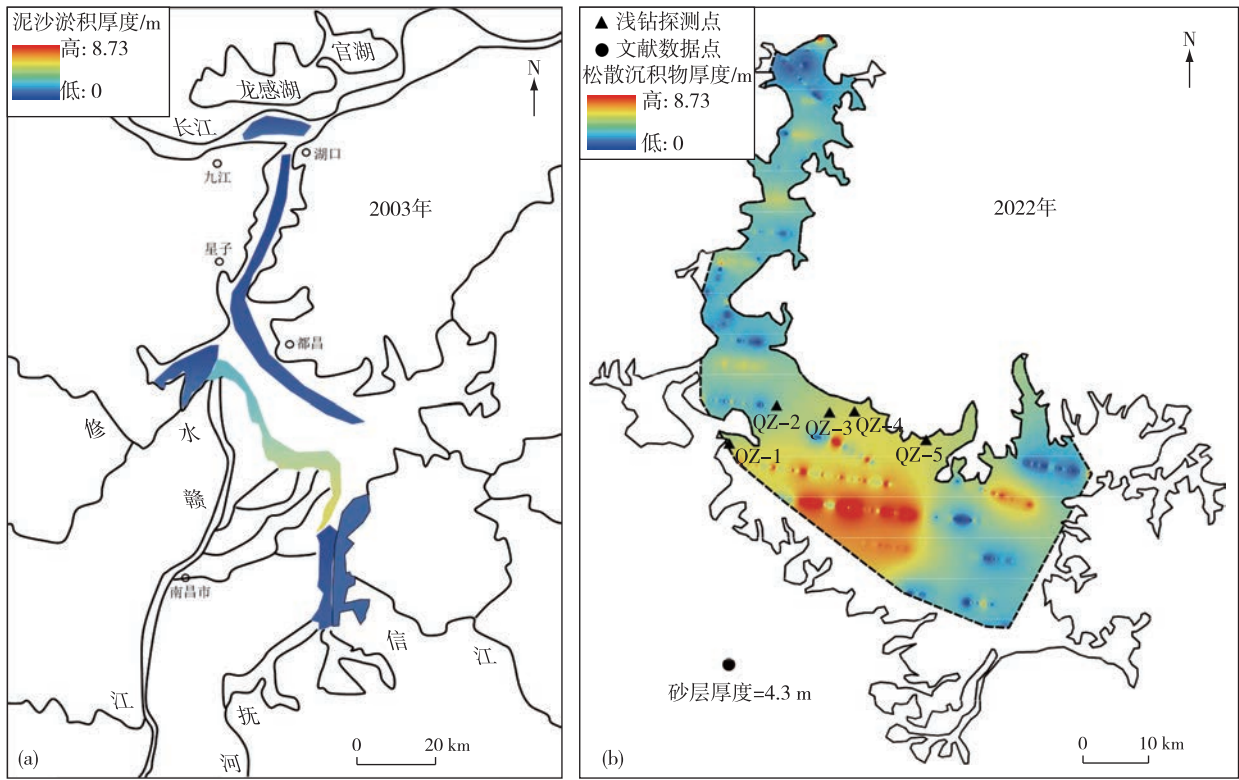 泥沙淤积厚度/m
高: 8.73
低: 0
官湖
龙感湖
N
长江
湖口
九江
2003年
星子
都昌
修
水
赣
南昌市
信
江
江
抚
河
(a)
0
20 km
浅钻探测点
文献数据点
松散沉积物厚度/m
高: 8.73
低: 0
N
2022年
QZ-2
QZ-3
QZ-4
QZ-5
QZ-1
砂层厚度=4.3 m
(b)
0
10 km